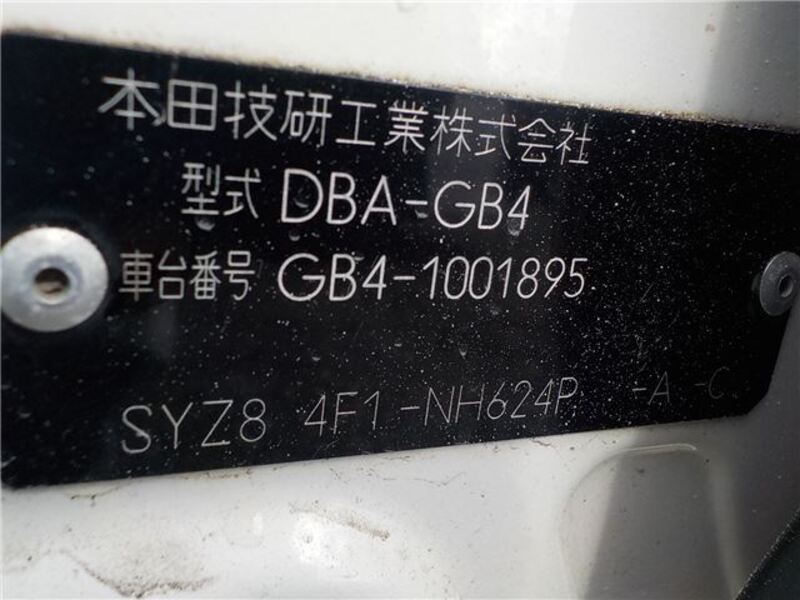 本田技研工業株式会社
型式 DBA-GB4
車台番号 GB4-1001895
SYZ8 4F1-NH624P -A -C